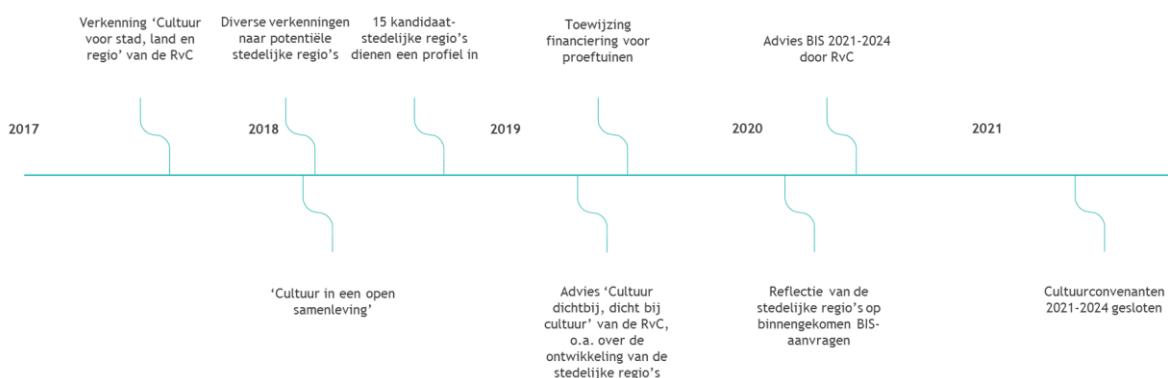 Verkenning ‘Cultuur
voor stad, land en
regio’ van de RvC
Diverse verkenningen
naar potentiële
stedelijke regio’s
15 kandidaat-
stedelijke regio’s
dienen een profiel in
Toewijzing
financiering voor
proeftuinen
Advies BIS 2021-2024
door RvC
2017
2018
2019
2020
2021
‘Cultuur in een open
samenleving’
Advies ‘Cultuur
dichtbij, dicht bij
cultuur’ van de RvC,
o.a. over de
ontwikkeling van de
stedelijke regio’s
Reflectie van de
stedelijke regio’s op
binnengekomen BIS-
aanvragen
Cultuurconvenanten
2021-2024 gesloten